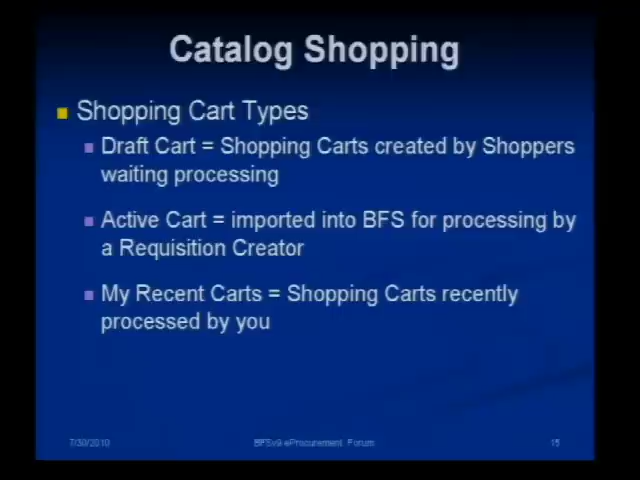 Catalog Shopping
Shopping Cart Types
Draft Cart = Shopping Carts created by Shoppers
waiting processing
Active Cart = imported into BFS for processing by
a Requisition Creator
My Recent Carts = Shopping Carts recently
processed by you
7/30/2010
BFSv9 eProcurement Forum
15